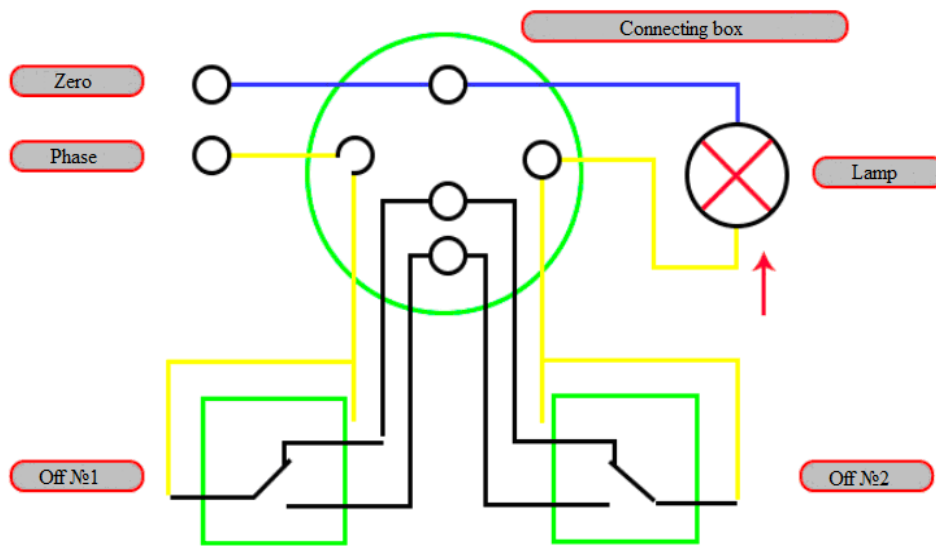 Connecting box
Zero
Phase
Lamp
Off №1
Off №2